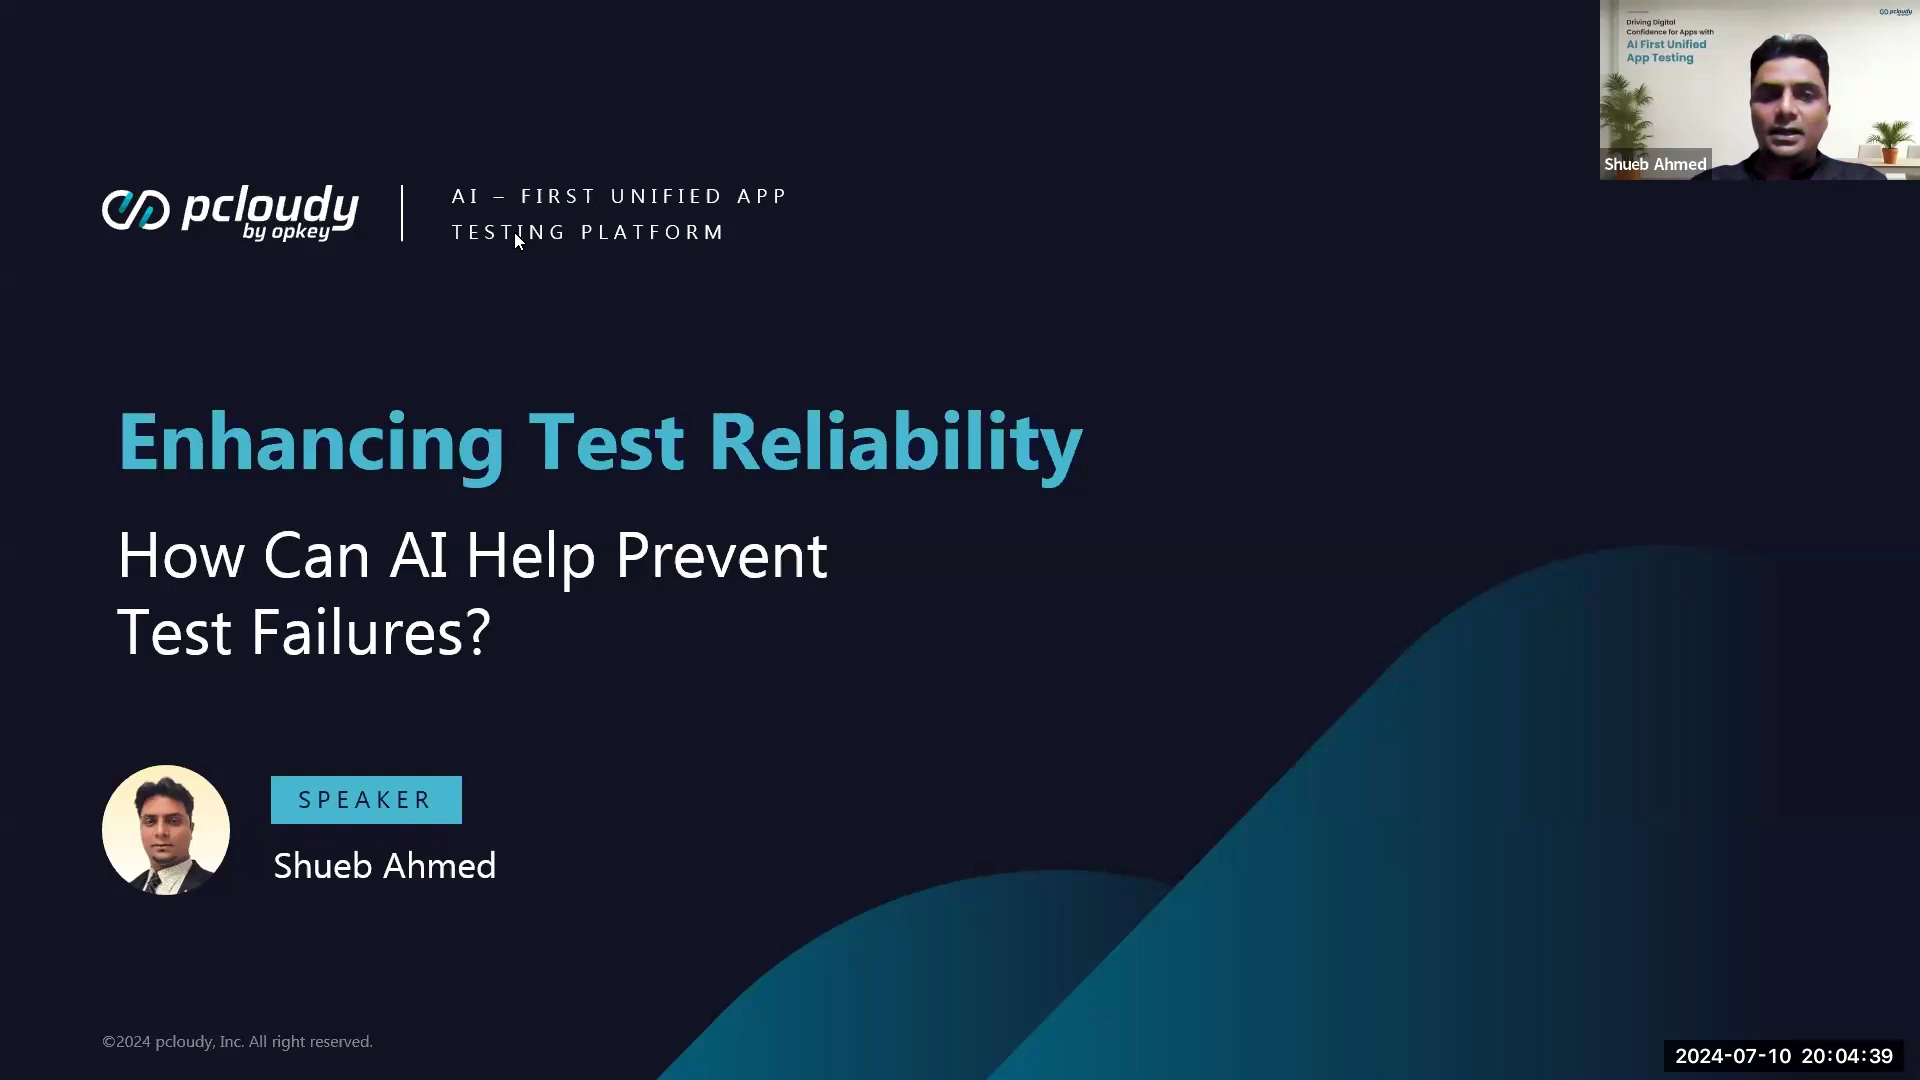 Driving Digital
Confidence for Apps with
AI First Unified
App Testing
pcloudy
Shueb Ahmed
pcloudy
by opkey
AI – FIRST UNIFIED APP
TESTING PLATFORM
Enhancing Test Reliability
How Can AI Help Prevent
Test Failures?
SPEAKER
Shueb Ahmed
©2024 pcloudy, Inc. All right reserved.
2024-07-10 20:04:39